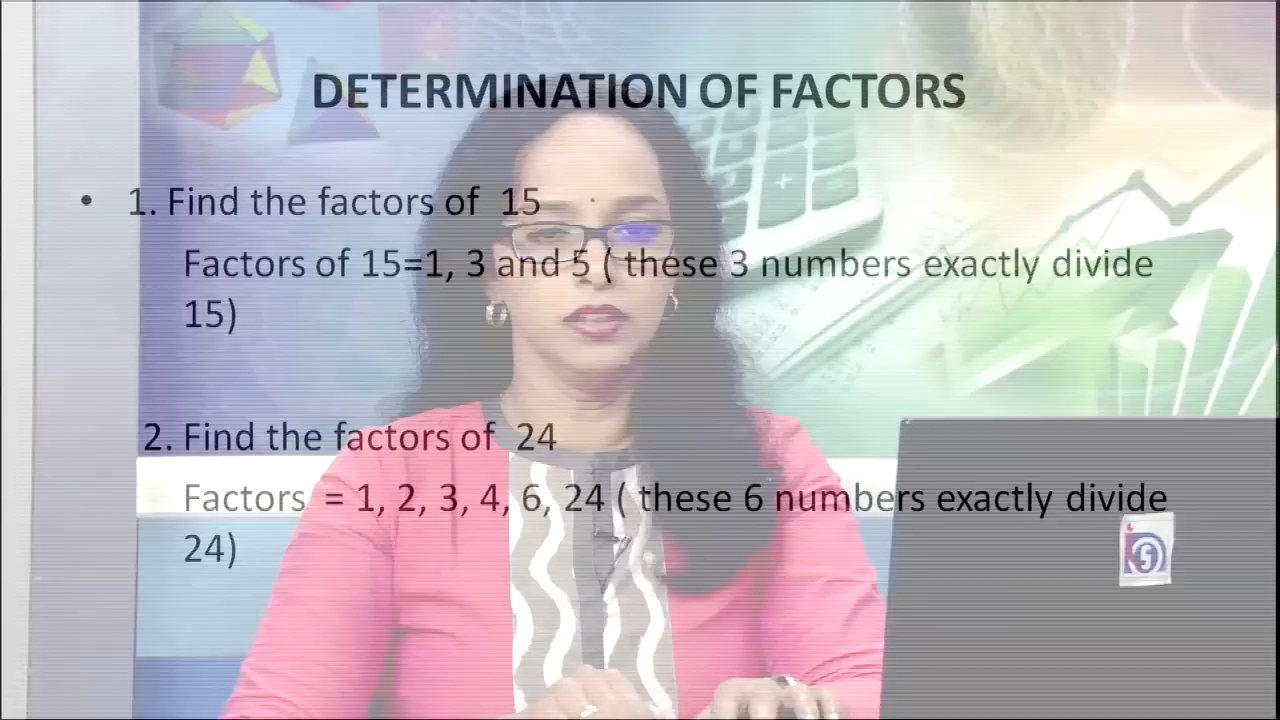 DETERMINATION OF FACTORS
• 1. Find the factors of 15
Factors of 15=1, 3 and 5 ( these 3 numbers exactly divide
15)
2. Find the factors of 24
Factors = 1, 2, 3, 4, 6, 24 ( these 6 numbers exactly divide
24)